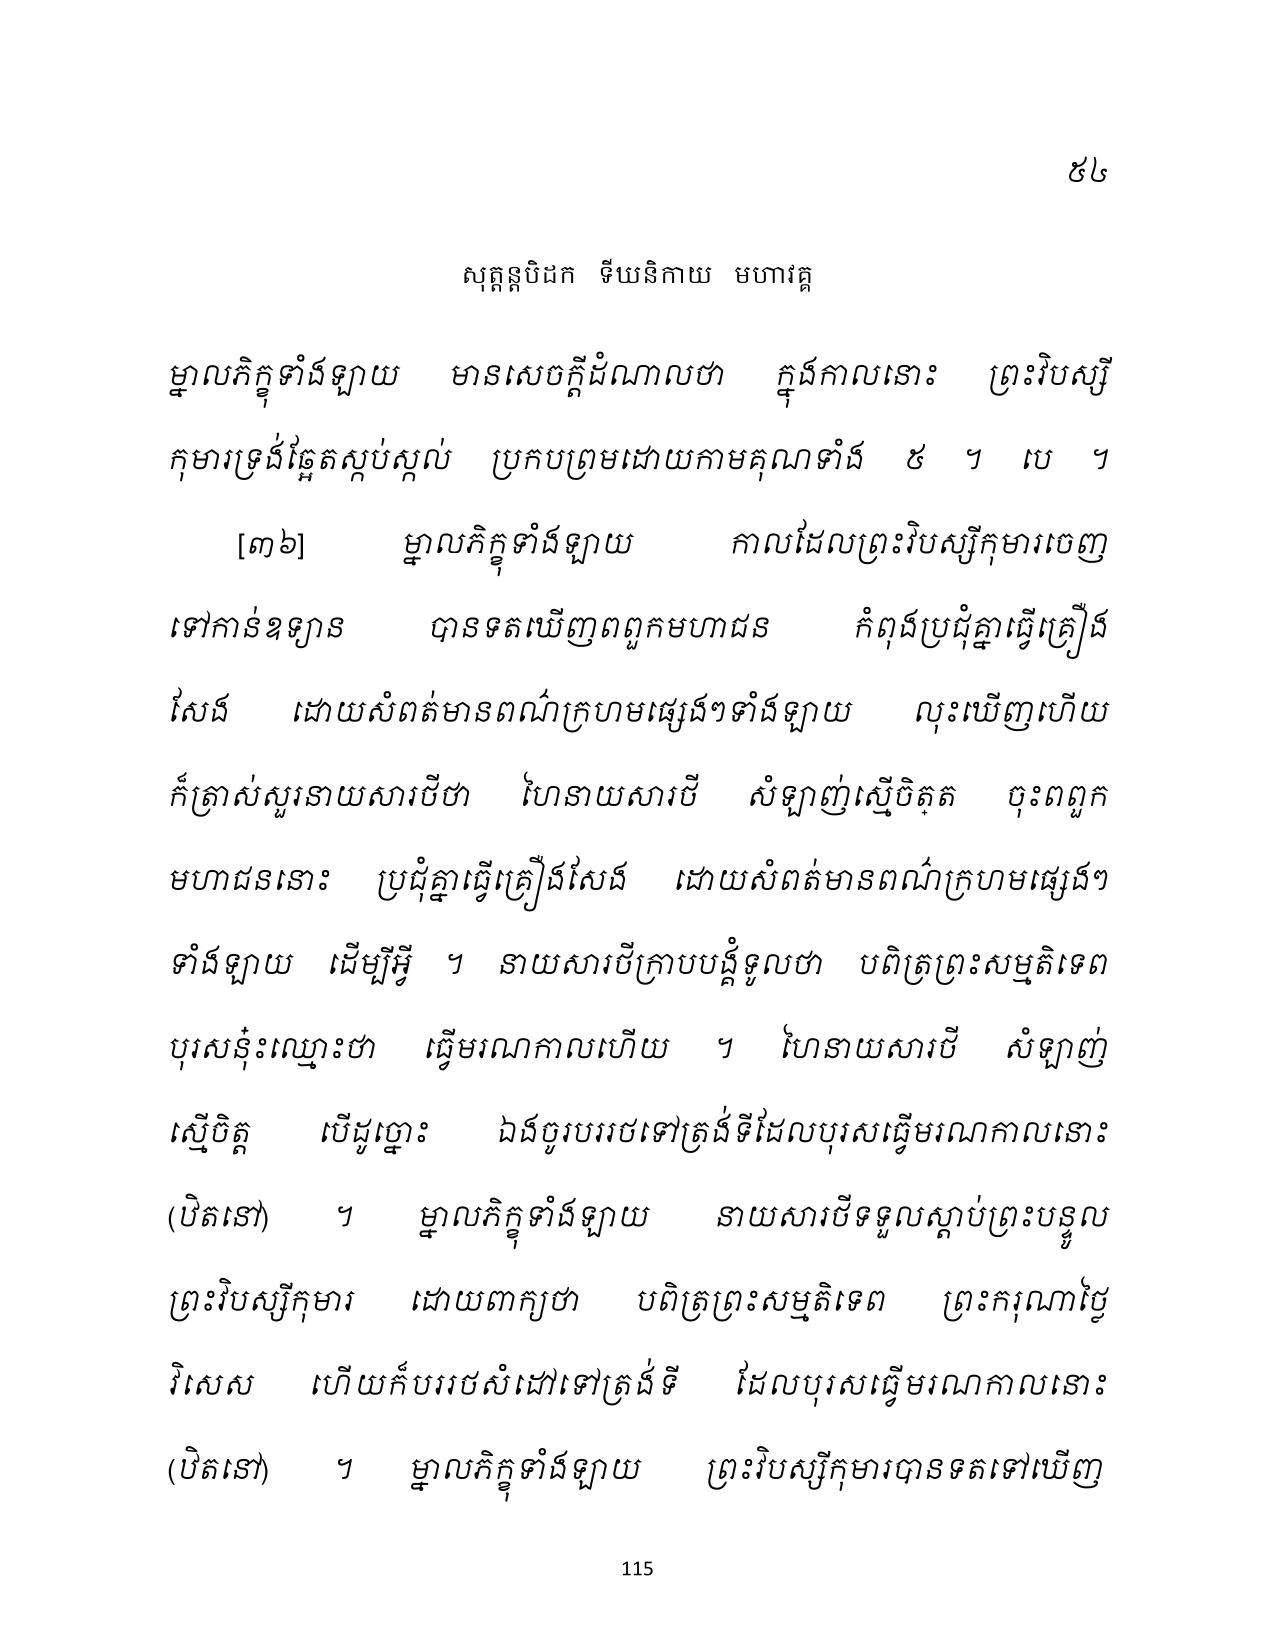 ៥៤
សុត្តន្តបិដក ទីឃនិកាយ មហាវគ្គ
ម្នាលភិក្ខុទាំងឡាយ មានសេចក្តីដំណាលថា ក្នុងកាលនោះ ព្រះវិបស្សី
កុមារទ្រង់ឆ្អែតស្កប់ស្កល់ ប្រកបព្រមដោយកាមគុណទាំង ៥ ។ បេ ។
[៣៦] ម្នាលភិក្ខុទាំងឡាយ កាលដែលព្រះវិបស្សីកុមារចេញ
ទៅកាន់ឧទ្យាន បានទតឃើញពពួកមហាជន កំពុងប្រជុំគ្នាធ្វើគ្រឿង
សែង ដោយសំពត់មានពណ៌ក្រហមផ្សេងៗទាំងឡាយ លុះឃើញហើយ
ក៏ត្រាស់សួរនាយសារថីថា ហៃនាយសារថី សំឡាញ់ស្មើចិត្ត ចុះពពួក
មហាជននោះ ប្រជុំគ្នាធ្វើគ្រឿងសែង ដោយសំពត់មានពណ៌ក្រហមផ្សេងៗ
ទាំងឡាយ ដើម្បីអ្វី ។ នាយសារថីក្រាបបង្គំទូលថា បពិត្រព្រះសម្មតិទេព
បុរសនុ៎ះឈ្មោះថា ធ្វើមរណកាលហើយ ។ ហៃនាយសារថី សំឡាញ់
ស្មើចិត្ត បើដូច្នោះ ឯងចូរបររថទៅត្រង់ទីដែលបុរសធ្វើមរណកាលនោះ
(ឋិតនៅ) ។ ម្នាលភិក្ខុទាំងឡាយ នាយសារថីទទួលស្តាប់ព្រះបន្ទូល
ព្រះវិបស្សីកុមារ ដោយពាក្យថា បពិត្រព្រះសម្មតិទេព ព្រះករុណាថ្លៃ
វិសេស ហើយក៏បររថសំដៅទៅត្រង់ទី ដែលបុរសធ្វើមរណកាលនោះ
(ឋិតនៅ) ។ ម្នាលភិក្ខុទាំងឡាយ ព្រះវិបស្សីកុមារបានទតទៅឃើញ
115